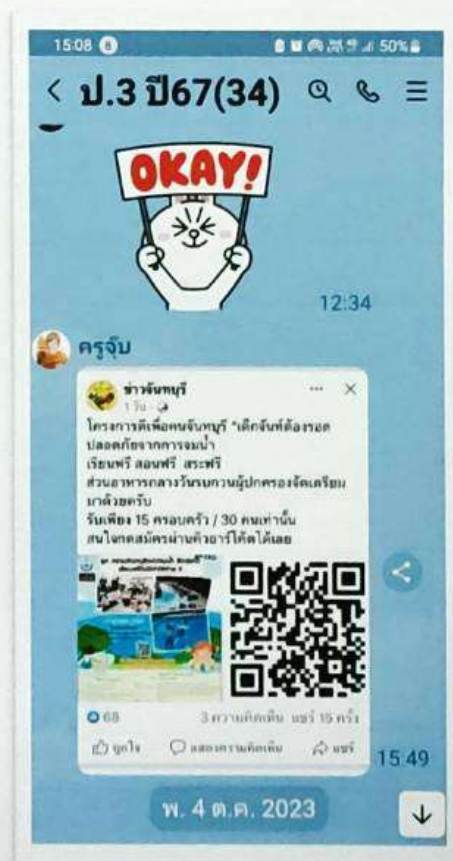 15:08 8 50%
ป.3 ปี67(34)
OKAY!
12:34
ครูจุ๊บ
ข่าวจันทบุรี
1 วัน
โครงการดีเพื่อคนจันทบุรี "เด็กจันท์ต้องรอด
ปลอดภัยจากการจมน้ำ
เรียนฟรี สอนฟรี สระฟรี
ส่วนอาหารกลางวันรบกวนผู้ปกครองจัดเตรียม
มาด้วยครับ
รับเพียง 15 ครอบครัว / 30 คนเท่านั้น
สนใจกดสมัครผ่านคิวอาร์โค้ดได้เลย
68 3 ความคิดเห็น แชร์ 15 ครั้ง
ถูกใจ แสดงความคิดเห็น แชร์
15:49
พ. 4 ต.ค. 2023